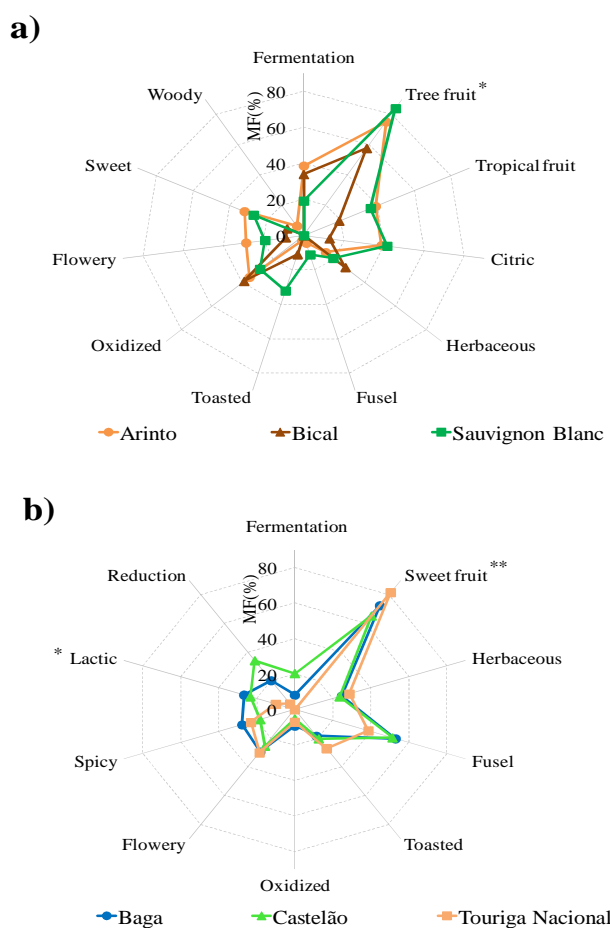 a)
Fermentation
Woody
Tree fruit *
MF(%)
80
60
40
20
0
Sweet
Tropical fruit
Flowery
Citric
Oxidized
Herbaceous
Toasted
Fusel
Arinto
Bical
Sauvignon Blanc
b)
Fermentation
Reduction
Sweet fruit **
MF(%)
80
60
40
20
0
* Lactic
Herbaceous
Spicy
Fusel
Flowery
Toasted
Oxidized
Baga
Castelão
Touriga Nacional